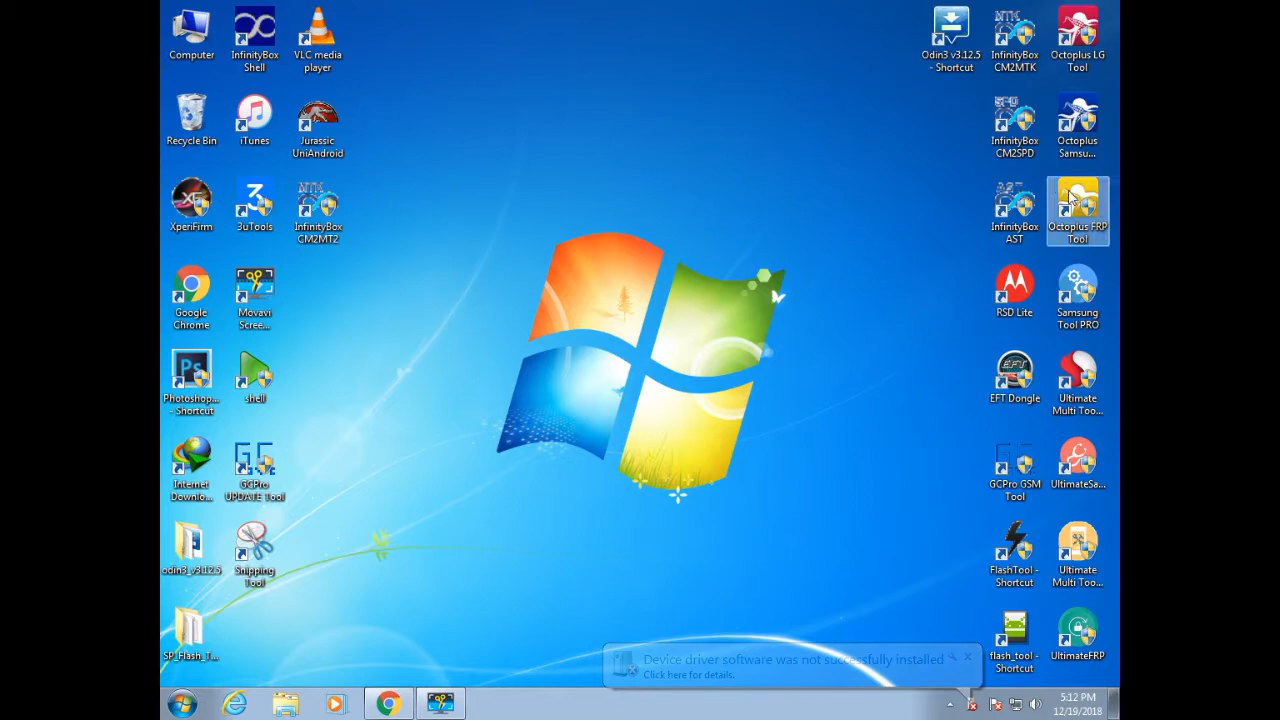 Computer
InfinityBox
Shell
VLC media
player
Recycle Bin
iTunes
Jurassic
UniAndroid
XperiFirm
3uTools
InfinityBox
CM2MT2
Google
Chrome
Movavi
Scree...
Photoshop...
- Shortcut
shell
Internet
Downlo...
GCPro
UPDATE Tool
odin3_v3.12.5
Snipping
Tool
SP_Flash_T...
Odin3 v3.12.5
- Shortcut
InfinityBox
CM2MTK
Octoplus LG
Tool
InfinityBox
CM2SPD
Octoplus
Samsu...
InfinityBox
AST
Octoplus FRP
Tool
RSD Lite
Samsung
Tool PRO
EFT Dongle
Ultimate
Multi Too...
GCPro GSM
Tool
UltimateSa...
FlashTool -
Shortcut
Ultimate
Multi Too...
flash_tool -
Shortcut
UltimateFRP
Device driver software was not successfully installed
Click here for details.
5:12 PM
12/19/2018